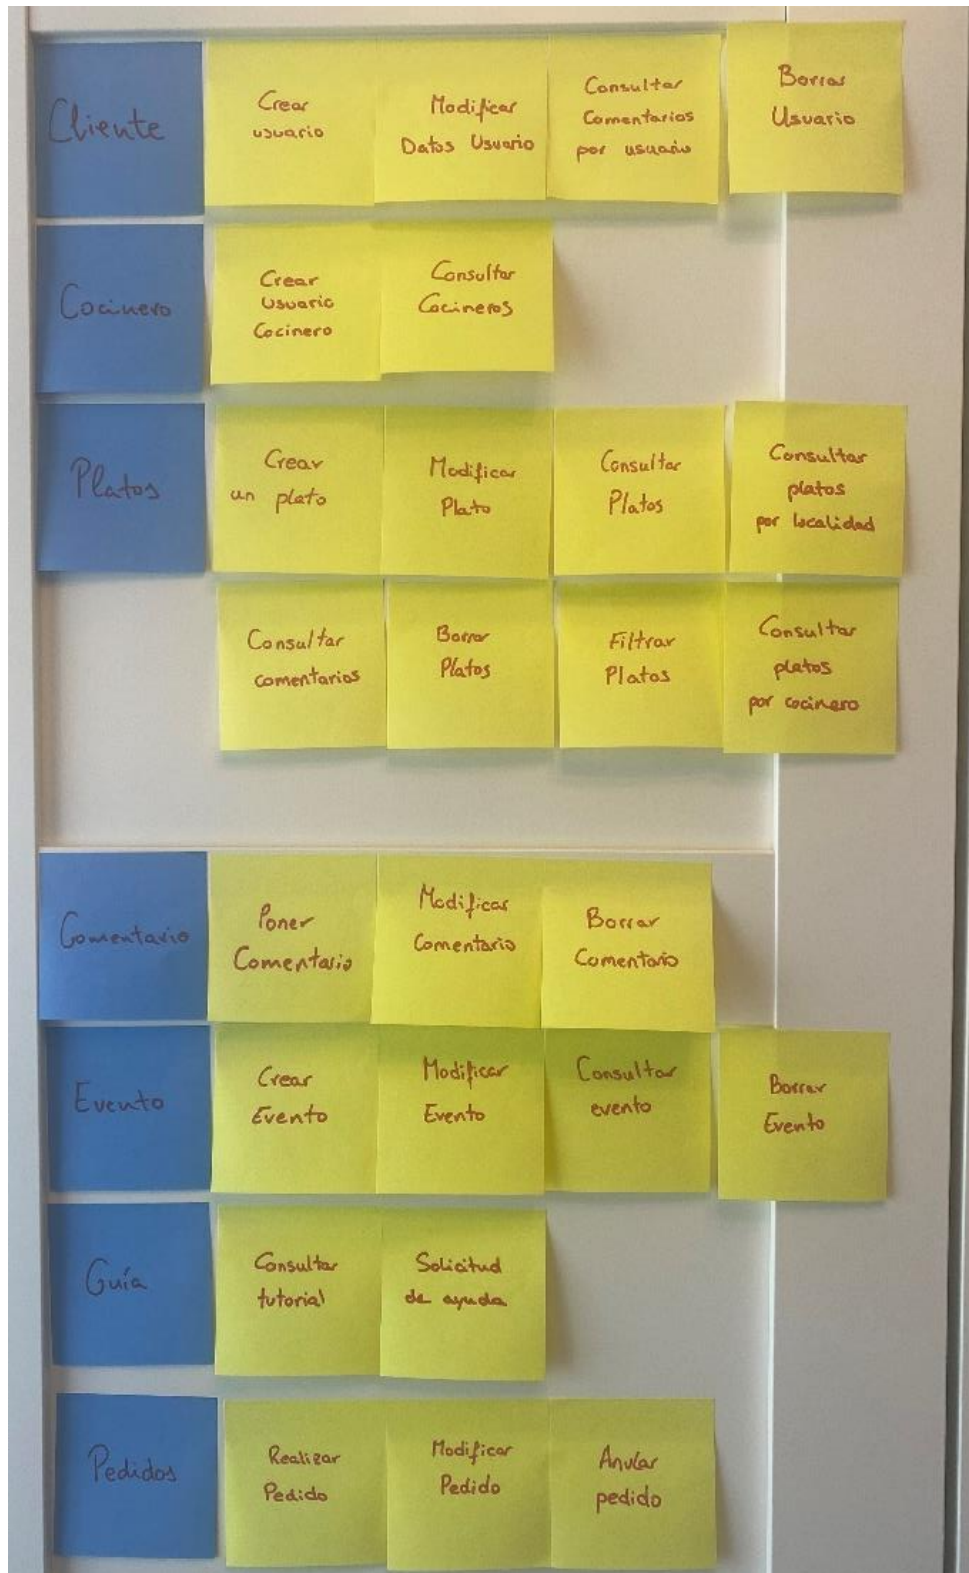 Cliente
Crear
usuario
Modificar
Datos Usuario
Consultar
Comentarios
por usuario
Borrar
Usuario
Cocinero
Crear
Usuario
Cocinero
Consultar
Cocineros
Platos
Crear
un plato
Modificar
Plato
Consultar
Platos
Consultar
platos
por localidad
Consultar
comentarios
Borrar
Platos
Filtrar
Platos
Consultar
platos
por cocinero
Comentario
Poner
Comentario
Modificar
Comentario
Borrar
Comentario
Evento
Crear
Evento
Modificar
Evento
Consultar
evento
Borrar
Evento
Guía
Consultar
tutorial
Solicitud
de ayuda
Pedidos
Realizar
Pedido
Modificar
Pedido
Anular
pedido